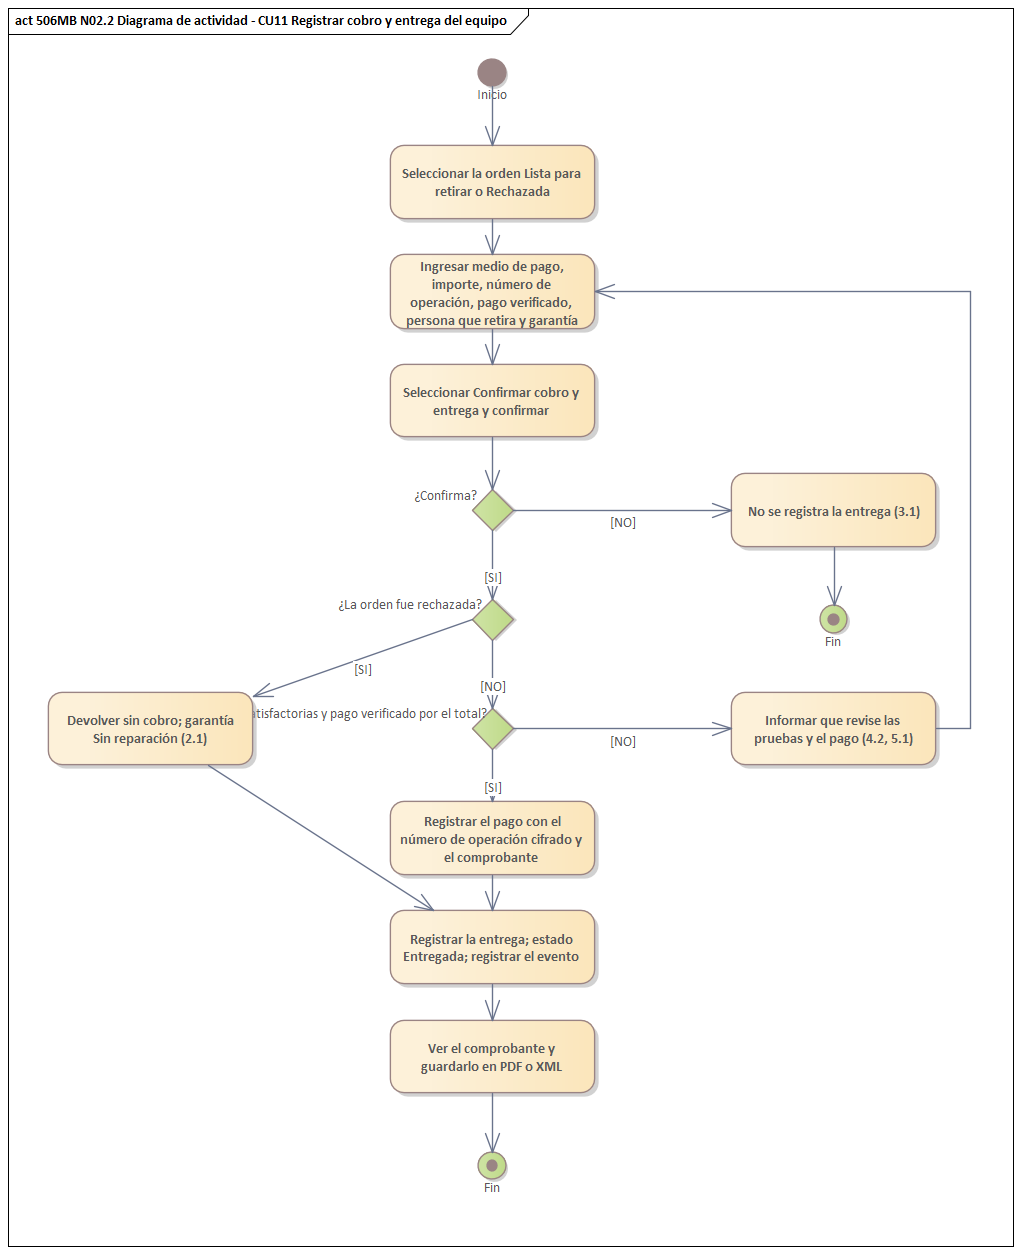 act 506MB N02.2 Diagrama de actividad - CU11 Registrar cobro y entrega del equipo
Inicio
Seleccionar la orden Lista para
retirar o Rechazada
Ingresar medio de pago,
importe, número de
operación, pago verificado,
persona que retira y garantía
Seleccionar Confirmar cobro y
entrega y confirmar
¿Confirma?
[NO]
No se registra la entrega (3.1)
[SI]
Fin
¿La orden fue rechazada?
[SI]
[NO]
Devolver sin cobro; garantía
Sin reparación (2.1)
y pago verificado por el total?
[NO]
Informar que revise las
pruebas y el pago (4.2, 5.1)
[SI]
Registrar el pago con el
número de operación cifrado y
el comprobante
Registrar la entrega; estado
Entregada; registrar el evento
Ver el comprobante y
guardarlo en PDF o XML
Fin